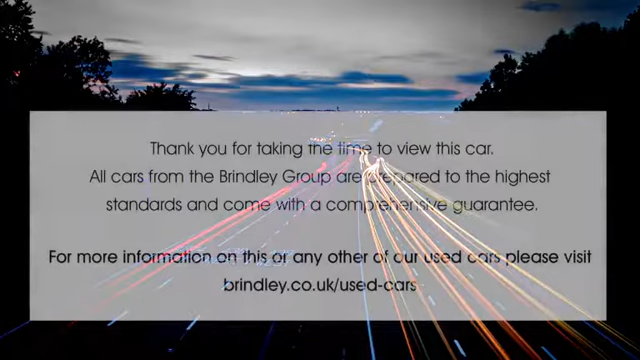 Thank you for taking the time to view this car.
All cars from the Brindley Group are prepared to the highest
standards and come with a comprehensive guarantee.
For more information on this or any other of our used cars please visit
brindley.co.uk/used-cars